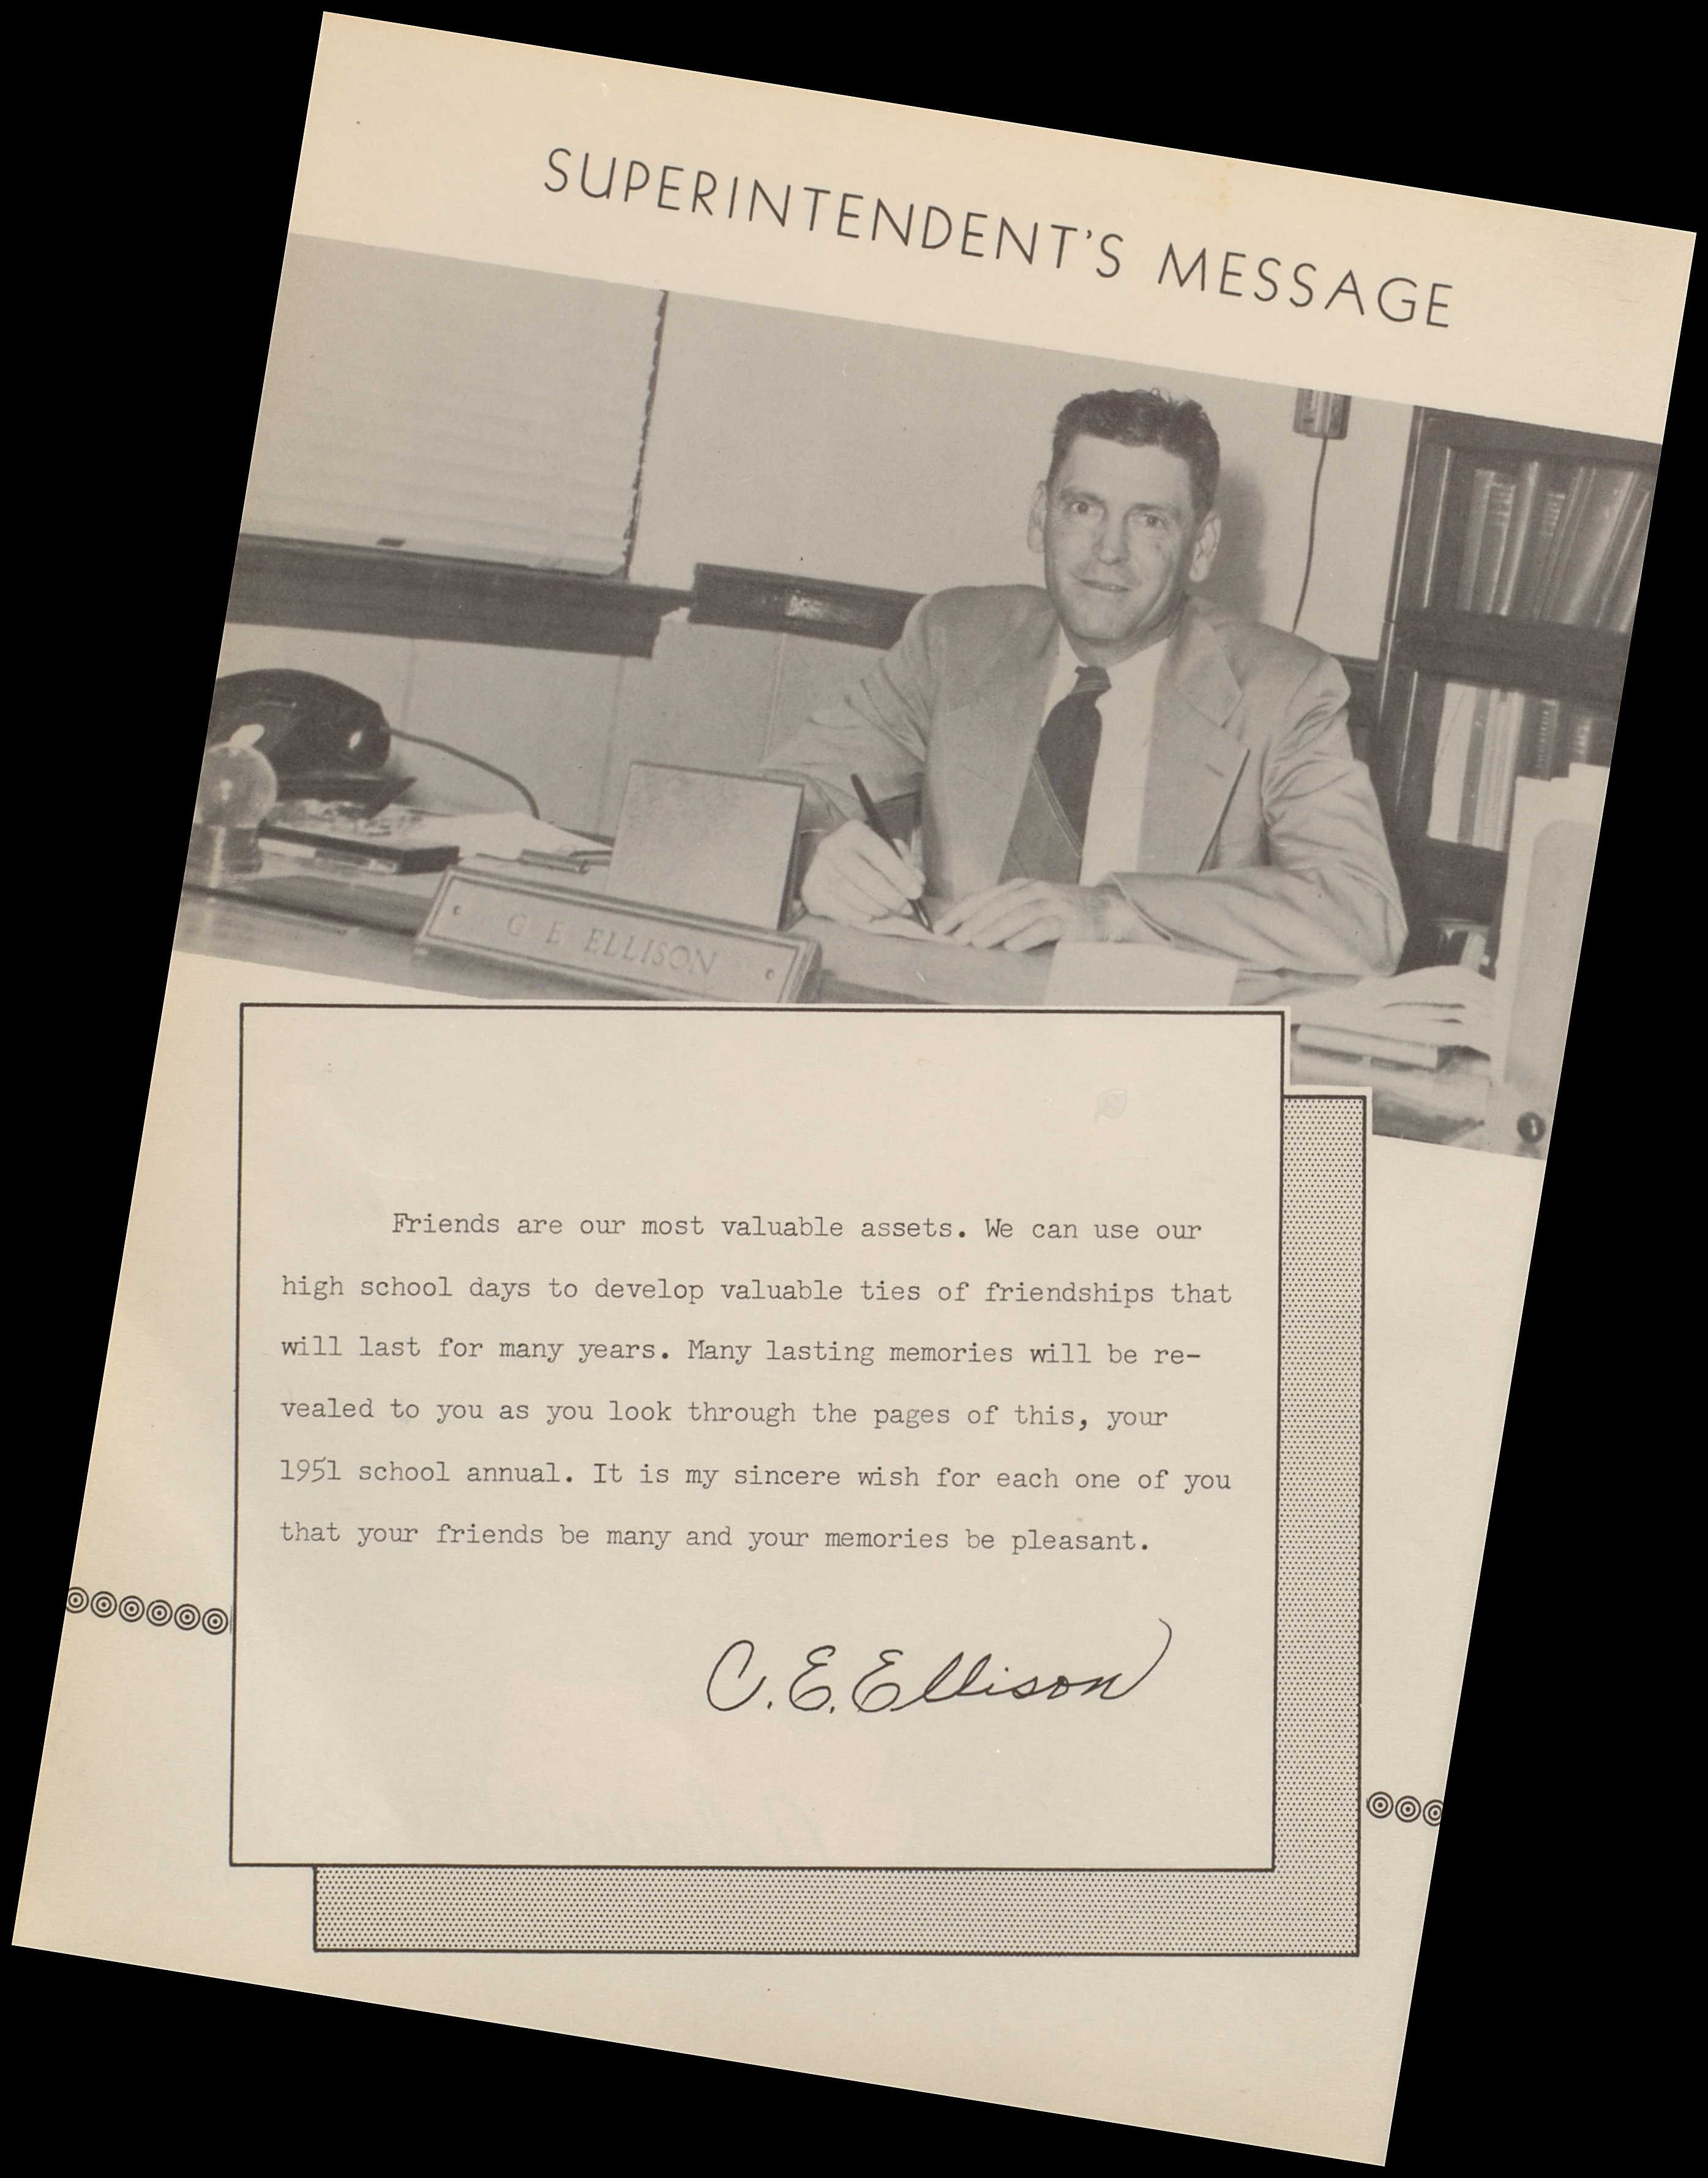 SUPERINTENDENT'S MESSAGE
C E ELLISON
Friends are our most valuable assets. We can use our
high school days to develop valuable ties of friendships that
will last for many years. Many lasting memories will be re-
vealed to you as you look through the pages of this, your
1951 school annual. It is my sincere wish for each one of you
that your friends be many and your memories be pleasant.
C. E. Ellison